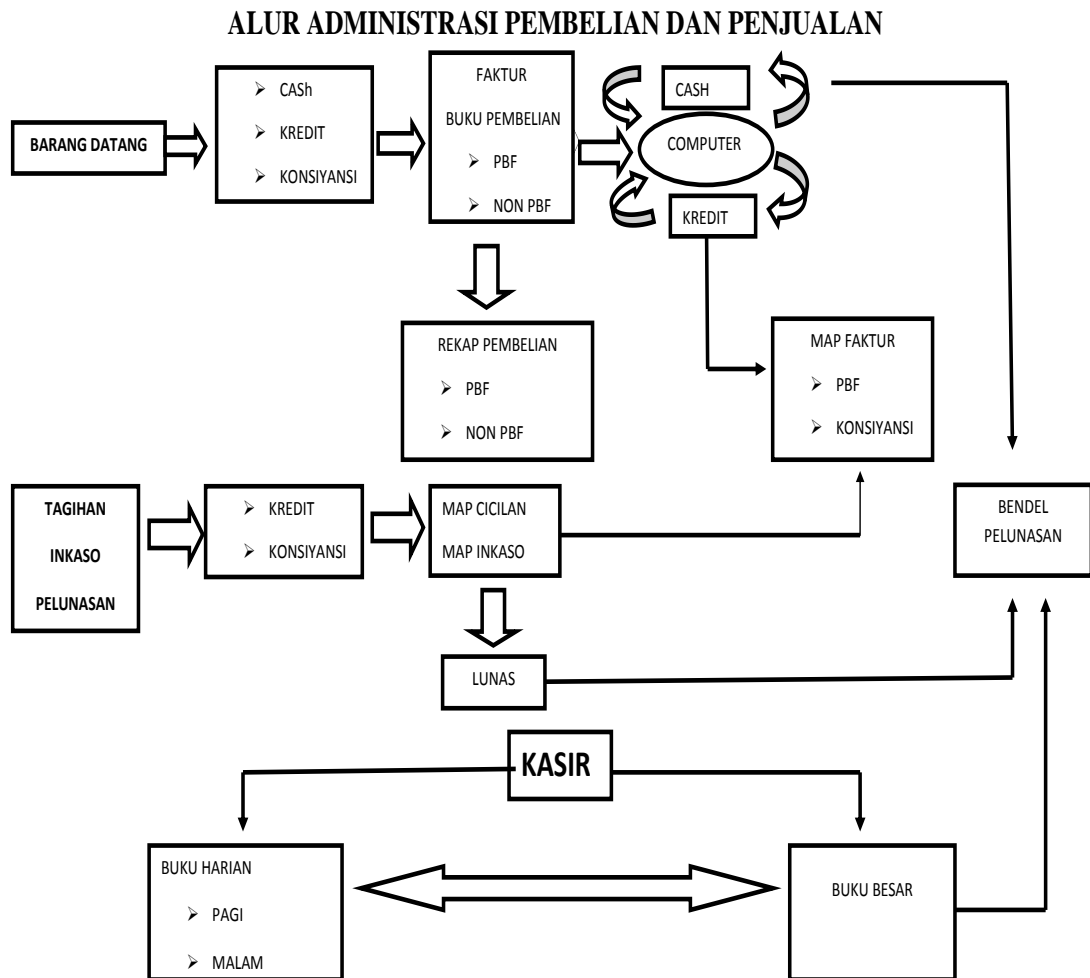 ALUR ADMINISTRASI PEMBELIAN DAN PENJUALAN
BARANG DATANG
CASh
KREDIT
KONSIYANSI
FAKTUR
BUKU PEMBELIAN
PBF
NON PBF
CASH
COMPUTER
KREDIT
REKAP PEMBELIAN
PBF
NON PBF
MAP FAKTUR
PBF
KONSIYANSI
TAGIHAN
INKASO
PELUNASAN
KREDIT
KONSIYANSI
MAP CICILAN
MAP INKASO
BENDEL
PELUNASAN
LUNAS
KASIR
BUKU HARIAN
PAGI
MALAM
BUKU BESAR